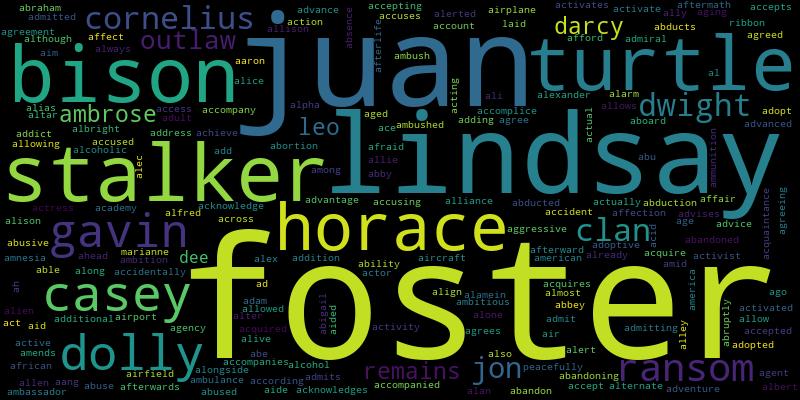 abraham admitted cornelius advance airplane accepting activates aftermath accepts
agreement outlaw allison action accuses alerted ally activate aging ribbon
although affect always absence afterlife account laid darcy abducts afford admiral agreed
aim bison aaron juan ambush turtle al
alias alice access accompany alpha ali acting alexander alarm dwight adopt
altar ambrose adult leo aged accomplice allows
addict albright address achieve ace ambushed adding agree actual aboard advanced
allowing accused alcoholic add abortion afraid lindsay abu ammunition
stalker alec among allie abby
actress advantage accusing alliance abducted actually abduction affair
acknowledge academy alfred across horace accident affection advises acquaintance agreeing
alison gavin aggressive clan acid age advice abandoned
abusive marianne afterward adoptive already activist
amnesia ahead ambition dee alex addition ability aircraft american acquire amid
able along accidentally actor foster america
ah alien casey ad adam align alamein acquires almost ago
additional airport allowed alter abigail aided alone ambitious abbey activated
act aid agency acquired activity agrees air admit admitting alley abruptly allow accepted
active amends alive abe also alert adopted
african dolly accompanies alcohol remains jon peacefully ransom agent
airfield alongside according admits abandoning
allen aang abuse ambulance accompanied accept alternate adventure albert
ambassador afterwards abused aide acknowledges alan abandon